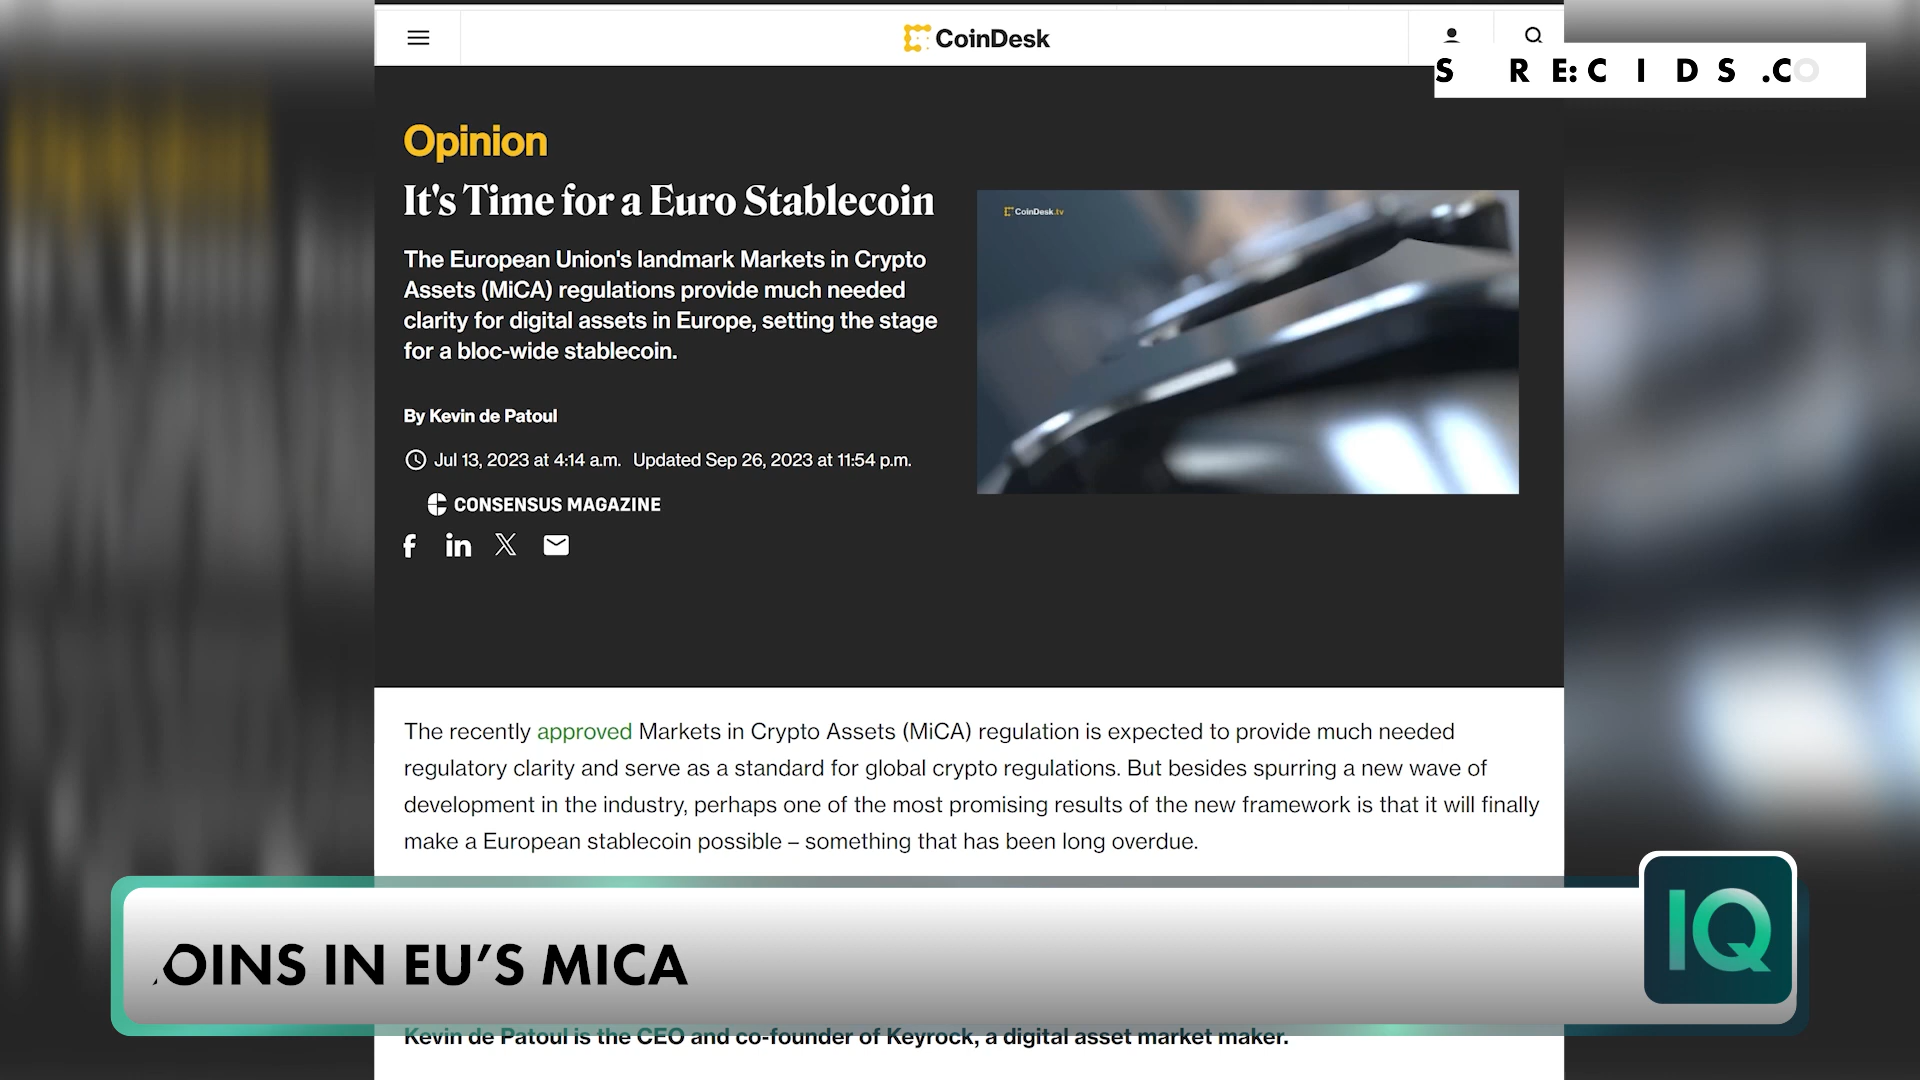 CoinDesk
S RE:CIDS.CO
Opinion
It's Time for a Euro Stablecoin
CoinDesk.tv
The European Union's landmark Markets in Crypto
Assets (MiCA) regulations provide much needed
clarity for digital assets in Europe, setting the stage
for a bloc-wide stablecoin.
By Kevin de Patoul
Jul 13, 2023 at 4:14 a.m. Updated Sep 26, 2023 at 11:54 p.m.
CONSENSUS MAGAZINE
The recently approved Markets in Crypto Assets (MiCA) regulation is expected to provide much needed
regulatory clarity and serve as a standard for global crypto regulations. But besides spurring a new wave of
development in the industry, perhaps one of the most promising results of the new framework is that it will finally
make a European stablecoin possible – something that has been long overdue.
OINS IN EU'S MICA
IQ
Kevin de Patoul is the CEO and co-founder of Keyrock, a digital asset market maker.